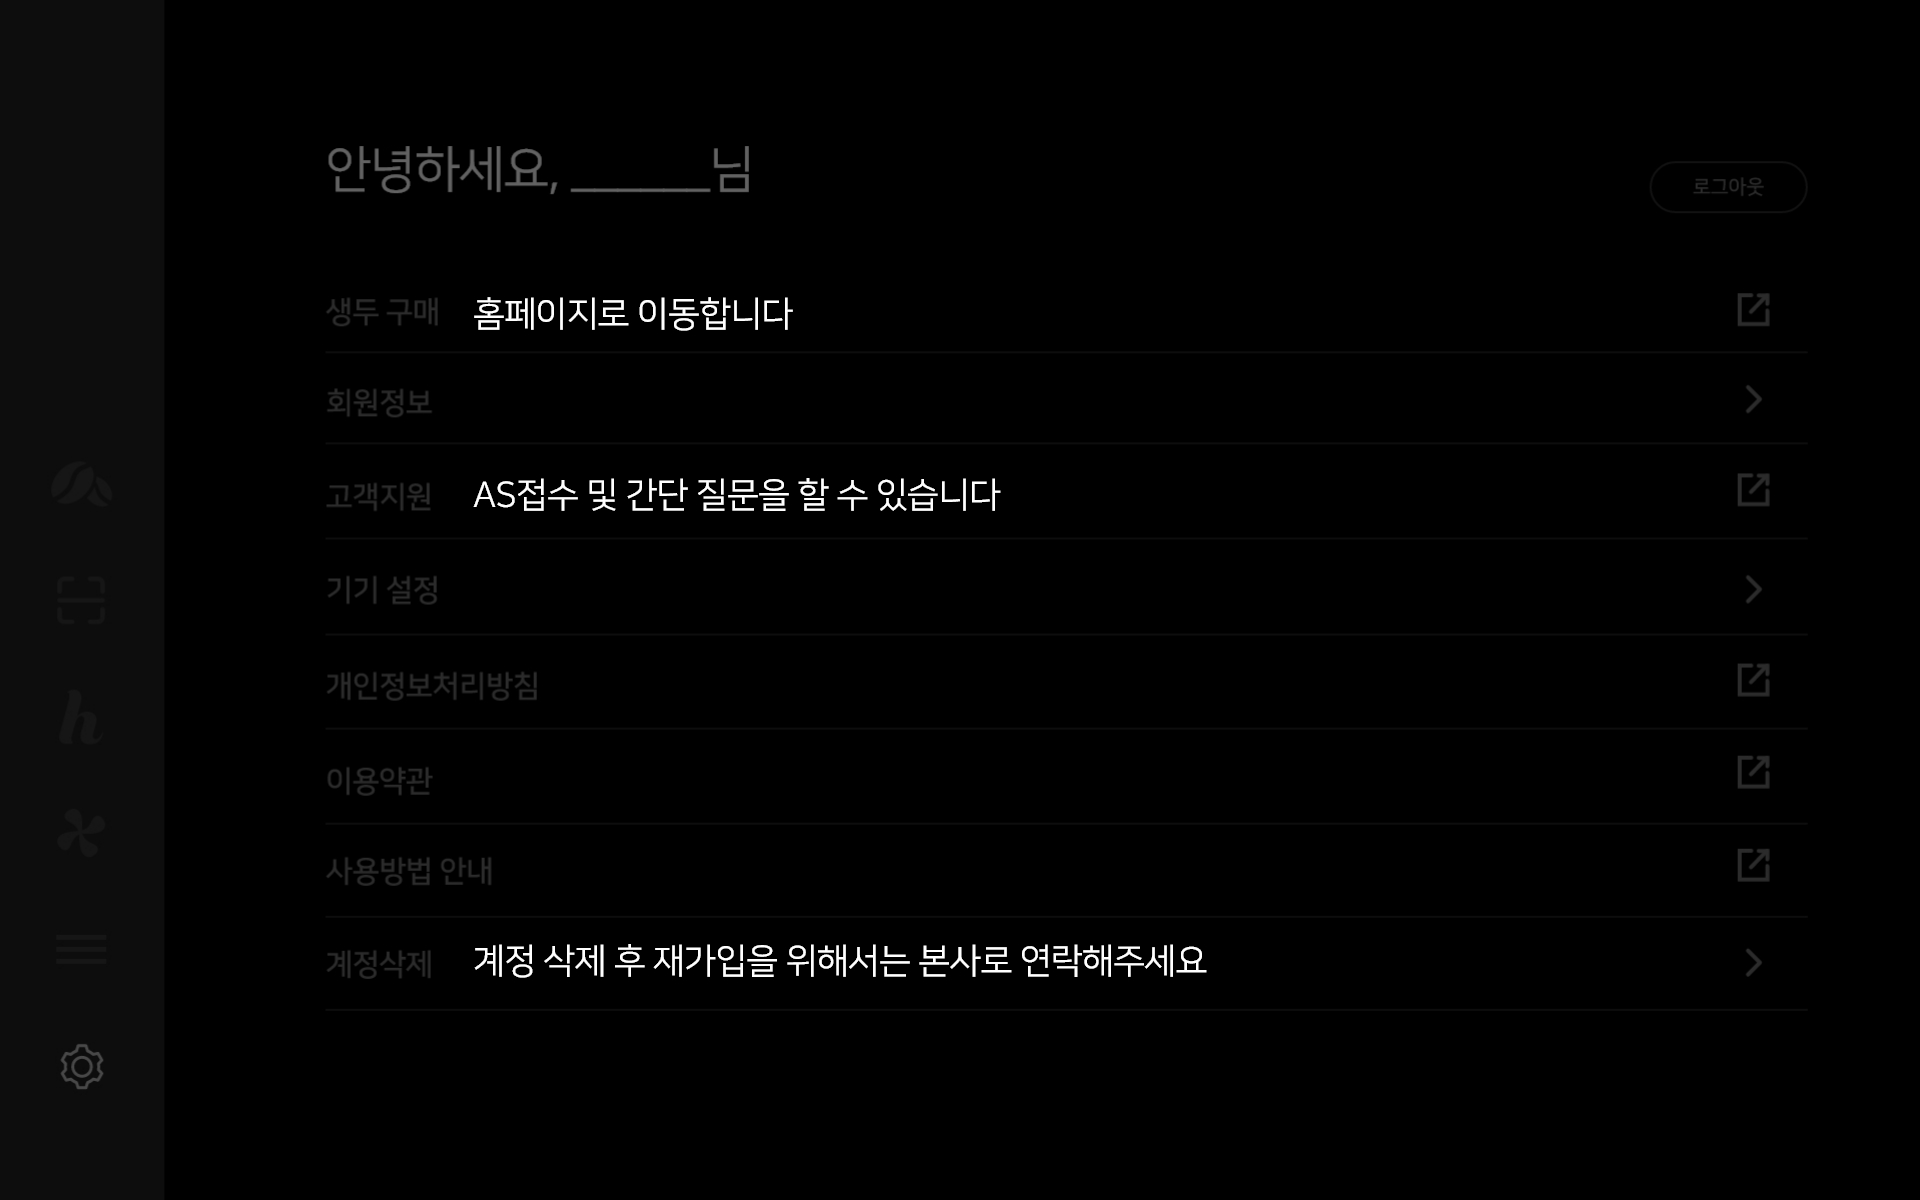 안녕하세요, ______님
로그아웃
생두 구매 홈페이지로 이동합니다
회원정보
고객지원 AS접수 및 간단 질문을 할 수 있습니다
기기 설정
개인정보처리방침
이용약관
사용방법 안내
계정삭제 계정 삭제 후 재가입을 위해서는 본사로 연락해주세요
h